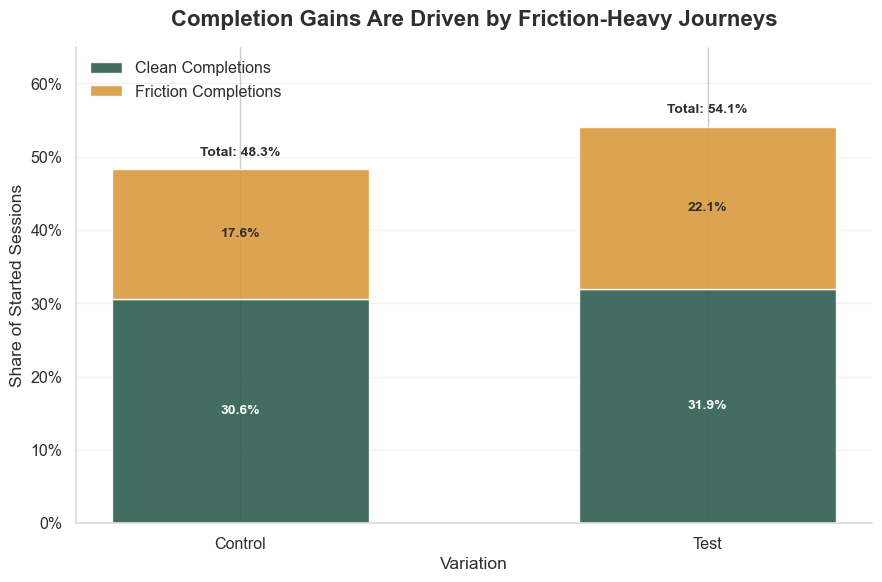 Completion Gains Are Driven by Friction-Heavy Journeys
Clean Completions
Friction Completions
60%
50%
40%
30%
20%
10%
0%
Share of Started Sessions
Total: 48.3%
17.6%
30.6%
Total: 54.1%
22.1%
31.9%
Control
Test
Variation